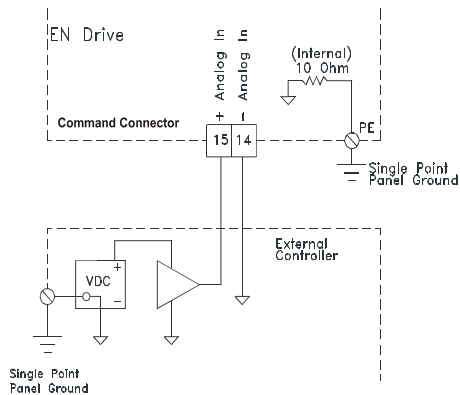 EN Drive
+ Analog In
- Analog In
(Internal)
10 Ohm
Command Connector
15 14
PE
Single Point
Panel Ground
External
Controller
+
VDC
-
Single Point
Panel Ground